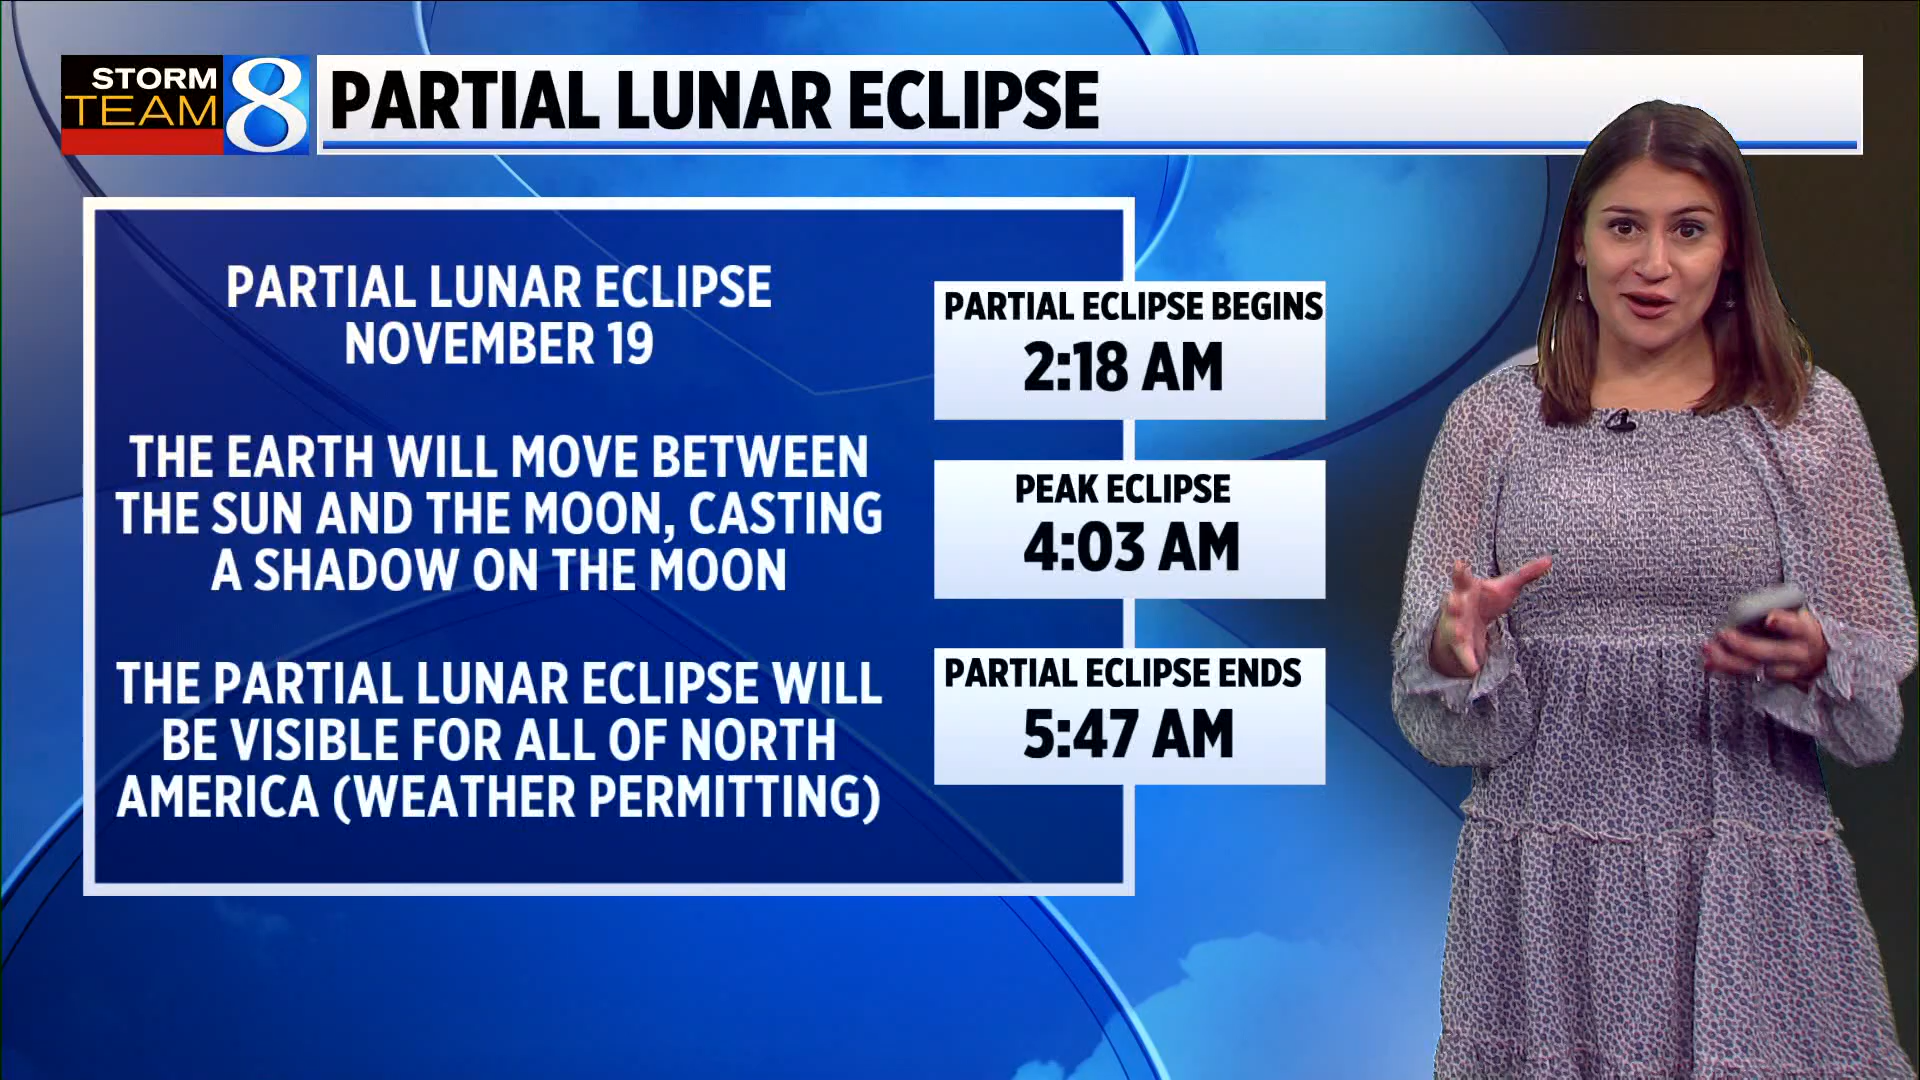 STORM
TEAM
8
PARTIAL LUNAR ECLIPSE
PARTIAL LUNAR ECLIPSE
NOVEMBER 19
THE EARTH WILL MOVE BETWEEN
THE SUN AND THE MOON, CASTING
A SHADOW ON THE MOON
THE PARTIAL LUNAR ECLIPSE WILL
BE VISIBLE FOR ALL OF NORTH
AMERICA (WEATHER PERMITTING)
PARTIAL ECLIPSE BEGINS
2:18 AM
PEAK ECLIPSE
4:03 AM
PARTIAL ECLIPSE ENDS
5:47 AM